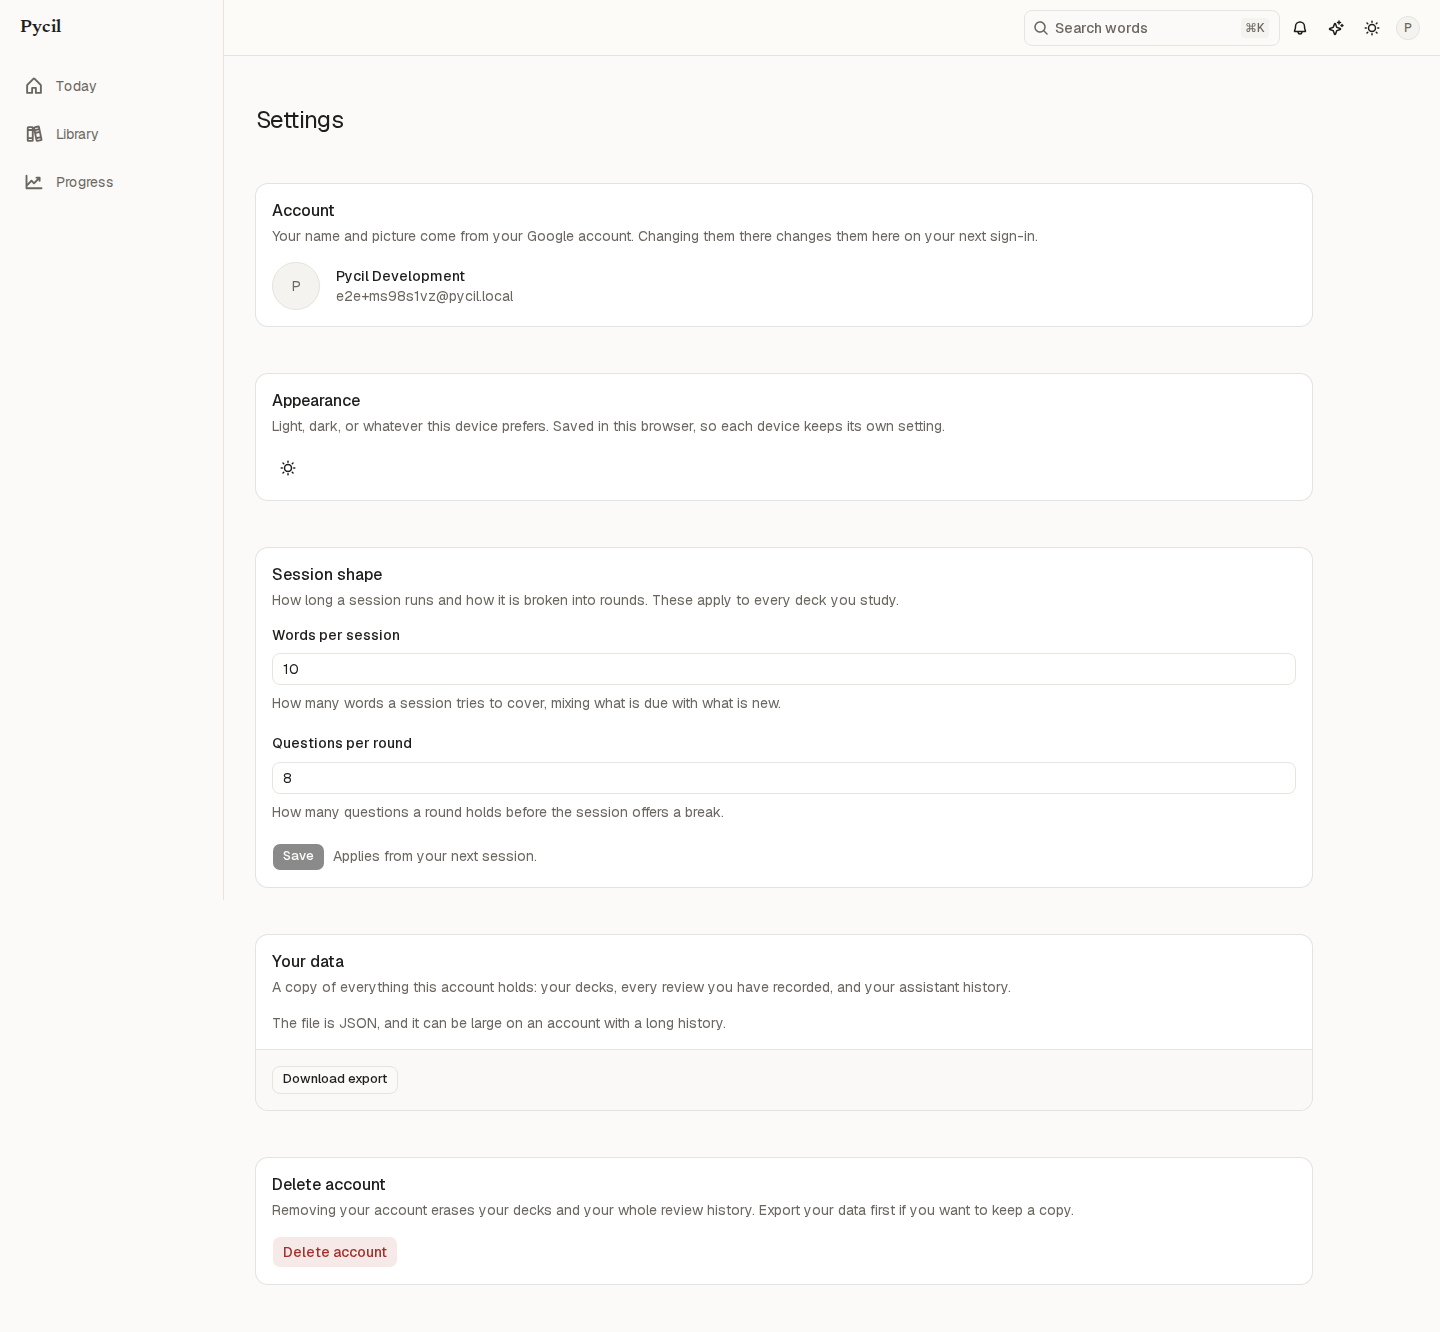 Pycil
Search words
⌘K
P
Today
Library
Progress
Settings
Account
Your name and picture come from your Google account. Changing them there changes them here on your next sign-in.
P
Pycil Development
e2e+ms98s1vz@pycil.local
Appearance
Light, dark, or whatever this device prefers. Saved in this browser, so each device keeps its own setting.
Session shape
How long a session runs and how it is broken into rounds. These apply to every deck you study.
Words per session
10
How many words a session tries to cover, mixing what is due with what is new.
Questions per round
8
How many questions a round holds before the session offers a break.
Save
Applies from your next session.
Your data
A copy of everything this account holds: your decks, every review you have recorded, and your assistant history.
The file is JSON, and it can be large on an account with a long history.
Download export
Delete account
Removing your account erases your decks and your whole review history. Export your data first if you want to keep a copy.
Delete account